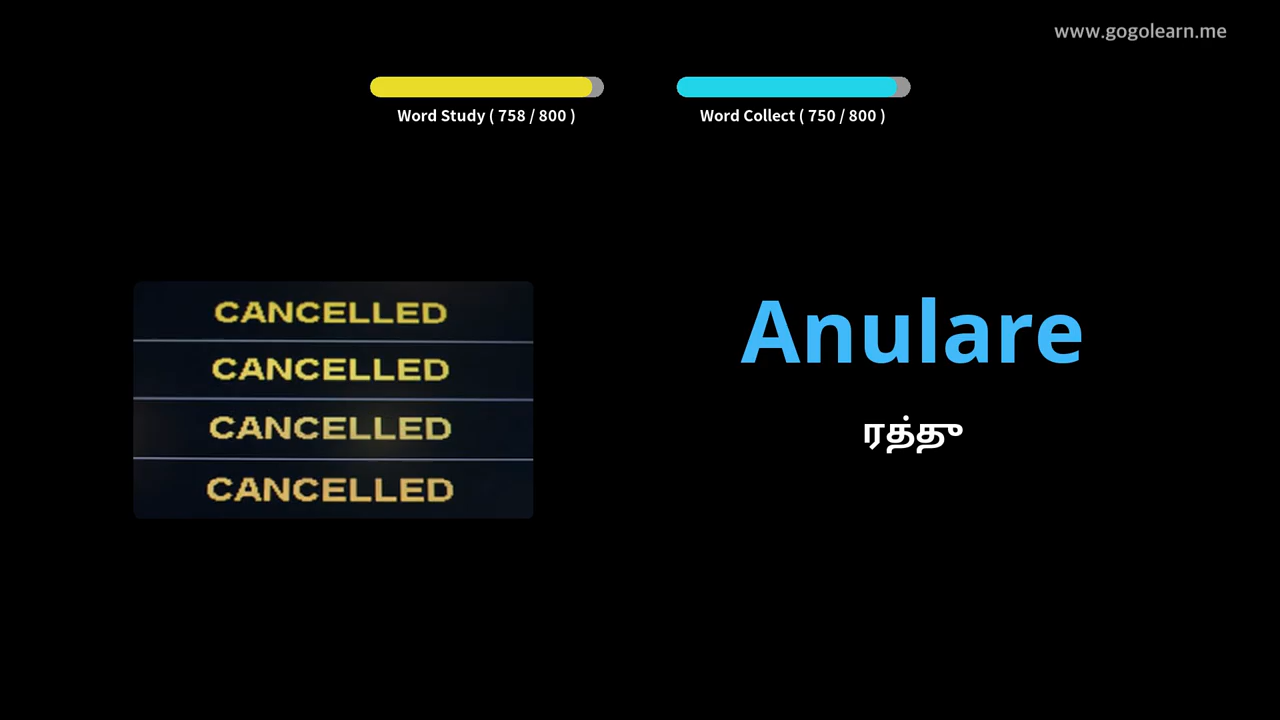 www.gogolearn.me
Word Study ( 758 / 800 )
Word Collect ( 750 / 800 )
CANCELLED
CANCELLED
CANCELLED
CANCELLED
Anulare
ரத்து